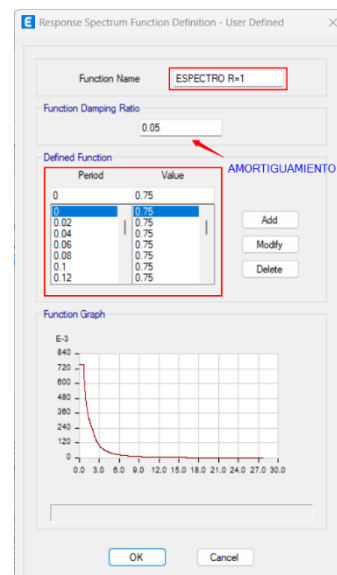 E Response Spectrum Function Definition - User Defined
Function Name ESPECTRO R=1
Function Damping Ratio
0.05
AMORTIGUAMIENTO
Defined Function
Period Value
0 0.75
0 0.75
0.02 0.75
0.04 0.75
0.06 0.75
0.08 0.75
0.1 0.75
0.12 0.75
Add
Modify
Delete
Function Graph
E-3
840
720
600
480
360
240
120
0
0.0 3.0 6.0 9.0 12.0 15.0 18.0 21.0 24.0 27.0 30.0
OK Cancel